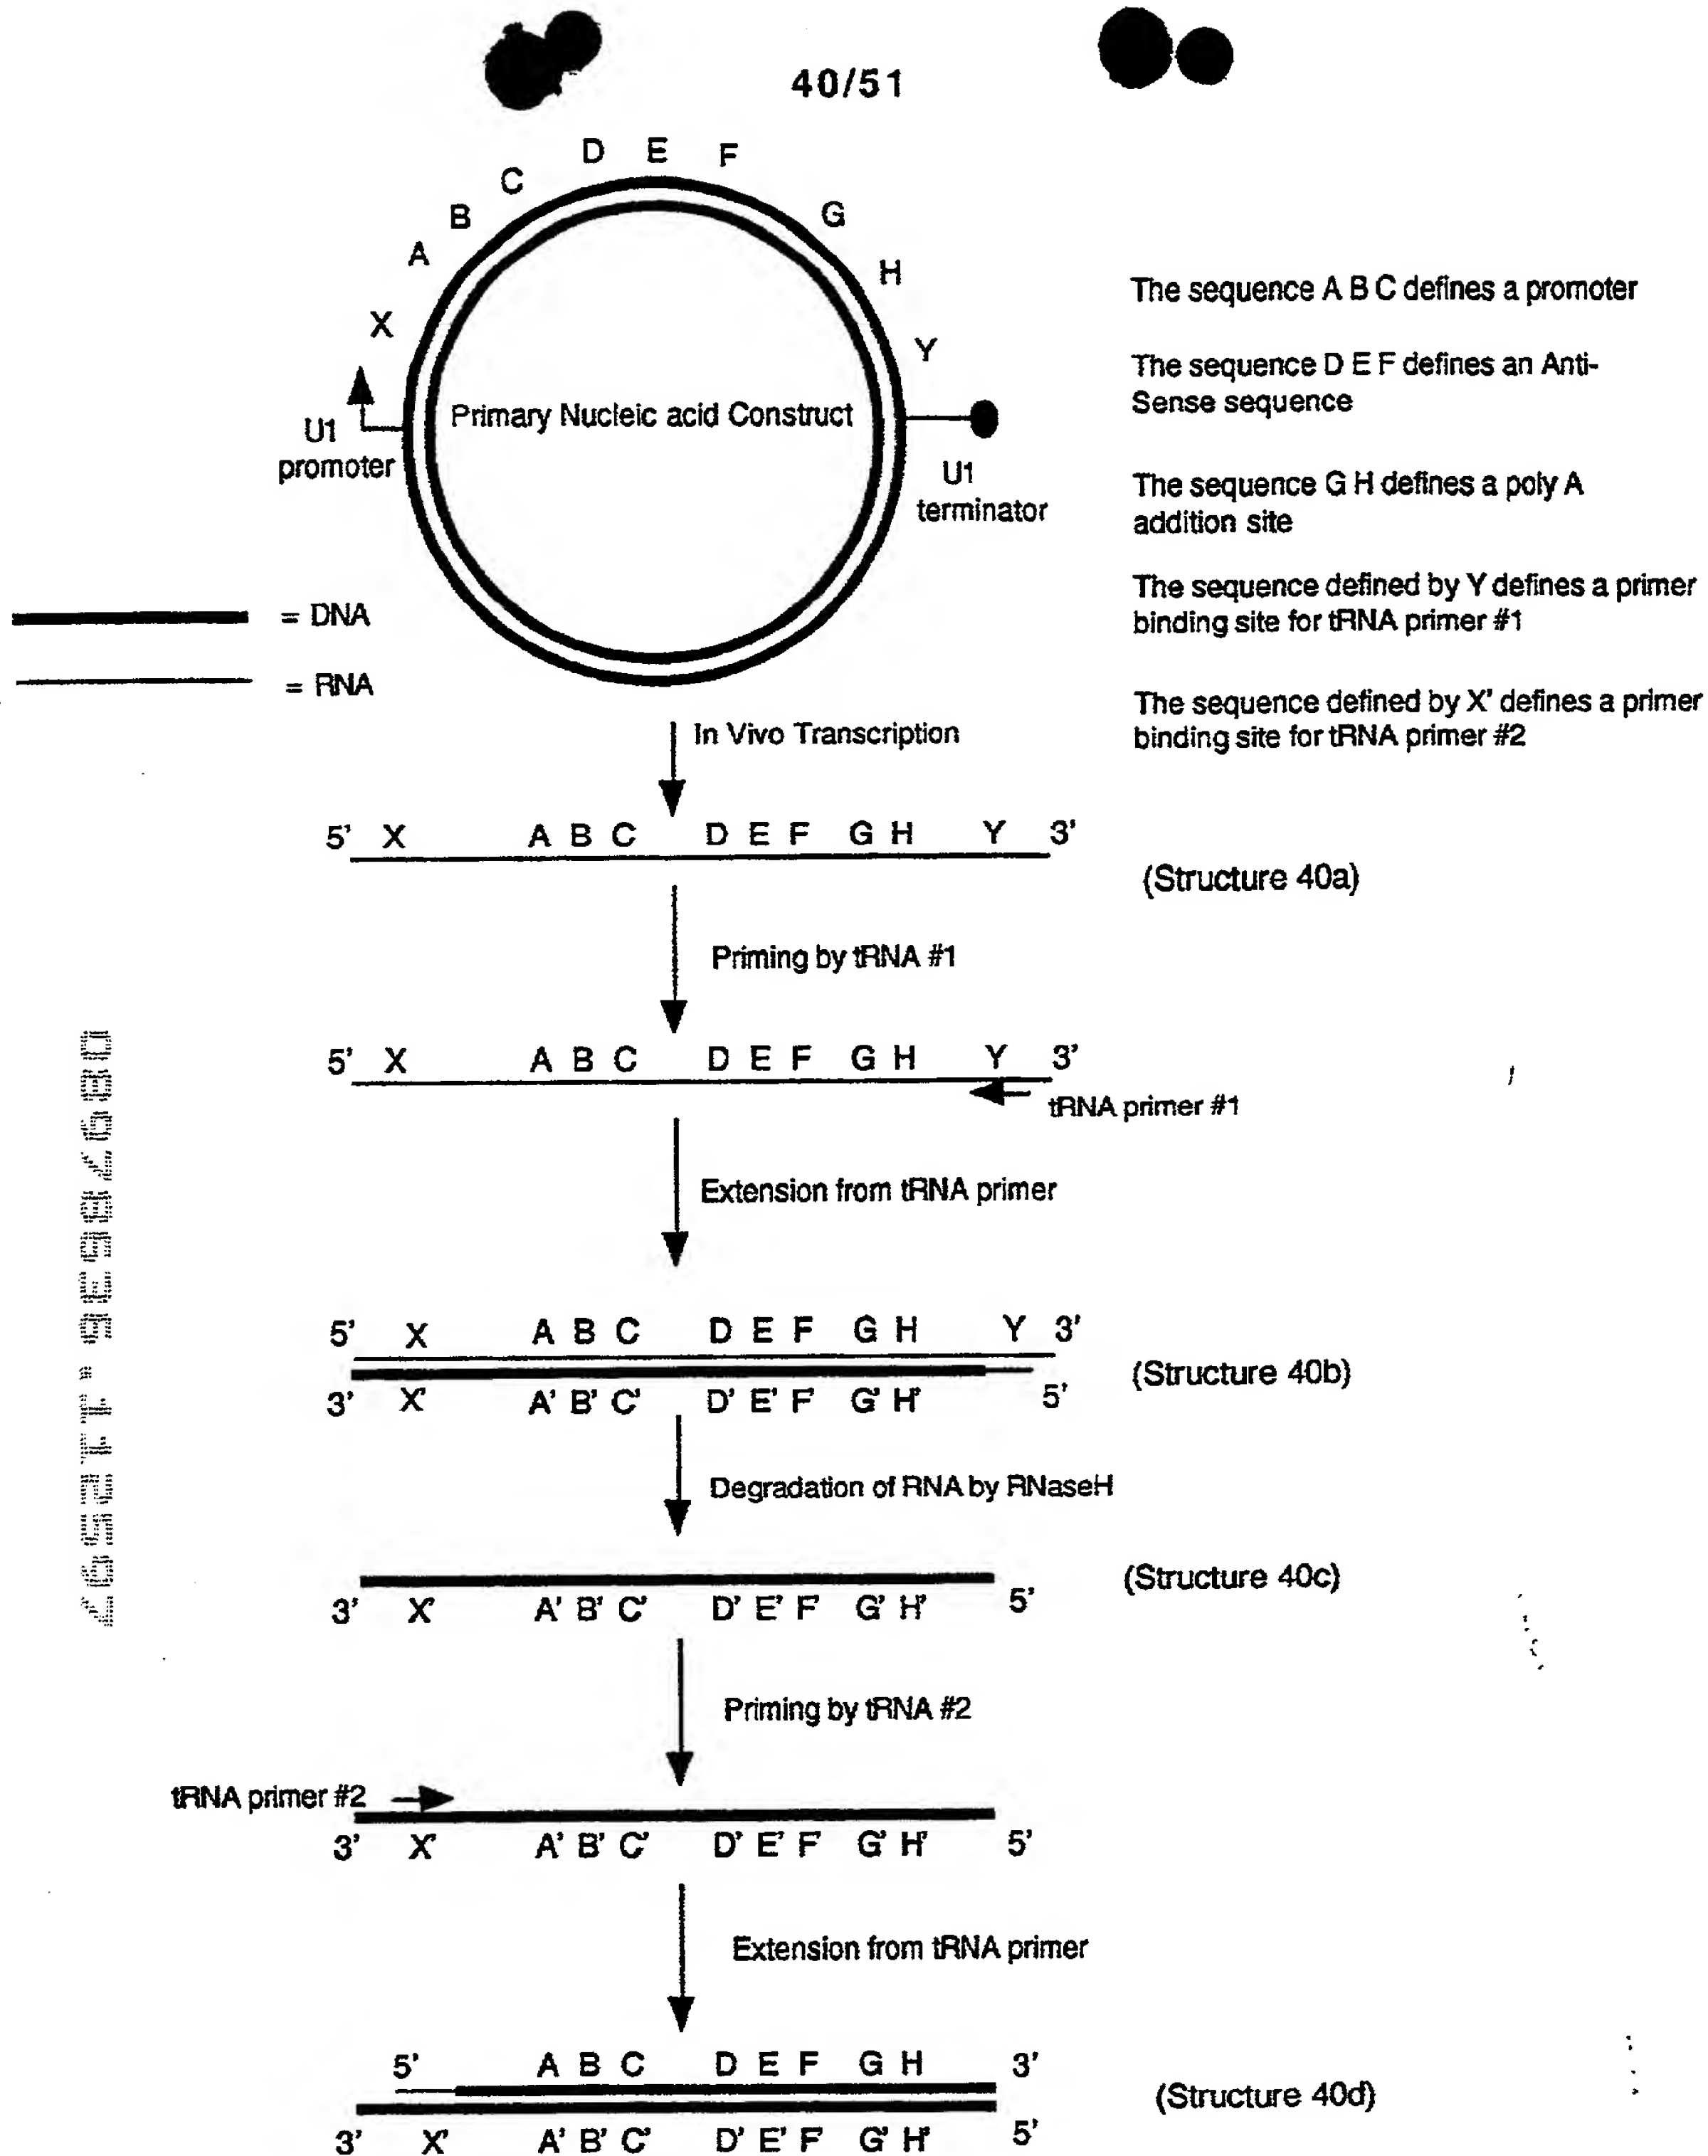 40/51
D E F
C
G
B
A
H
X
Y
Primary Nucleic acid Construct
U1
promoter
U1
terminator
The sequence A B C defines a promoter
The sequence D E F defines an Anti-
Sense sequence
The sequence G H defines a poly A
addition site
The sequence defined by Y defines a primer
binding site for tRNA primer #1
The sequence defined by X' defines a primer
binding site for tRNA primer #2
= DNA
= RNA
In Vivo Transcription
5' X A B C D E F G H Y 3'
(Structure 40a)
Priming by tRNA #1
5' X A B C D E F G H Y 3'
tRNA primer #1
Extension from tRNA primer
5' X A B C D E F G H Y 3'
(Structure 40b)
3' X' A' B' C' D' E' F' G' H' 5'
Degradation of RNA by RNaseH
(Structure 40c)
3' X' A' B' C' D' E' F' G' H' 5'
Priming by tRNA #2
tRNA primer #2
3' X' A' B' C' D' E' F' G' H' 5'
Extension from tRNA primer
5' A B C D E F G H 3'
(Structure 40d)
3' X' A' B' C' D' E' F' G' H' 5'